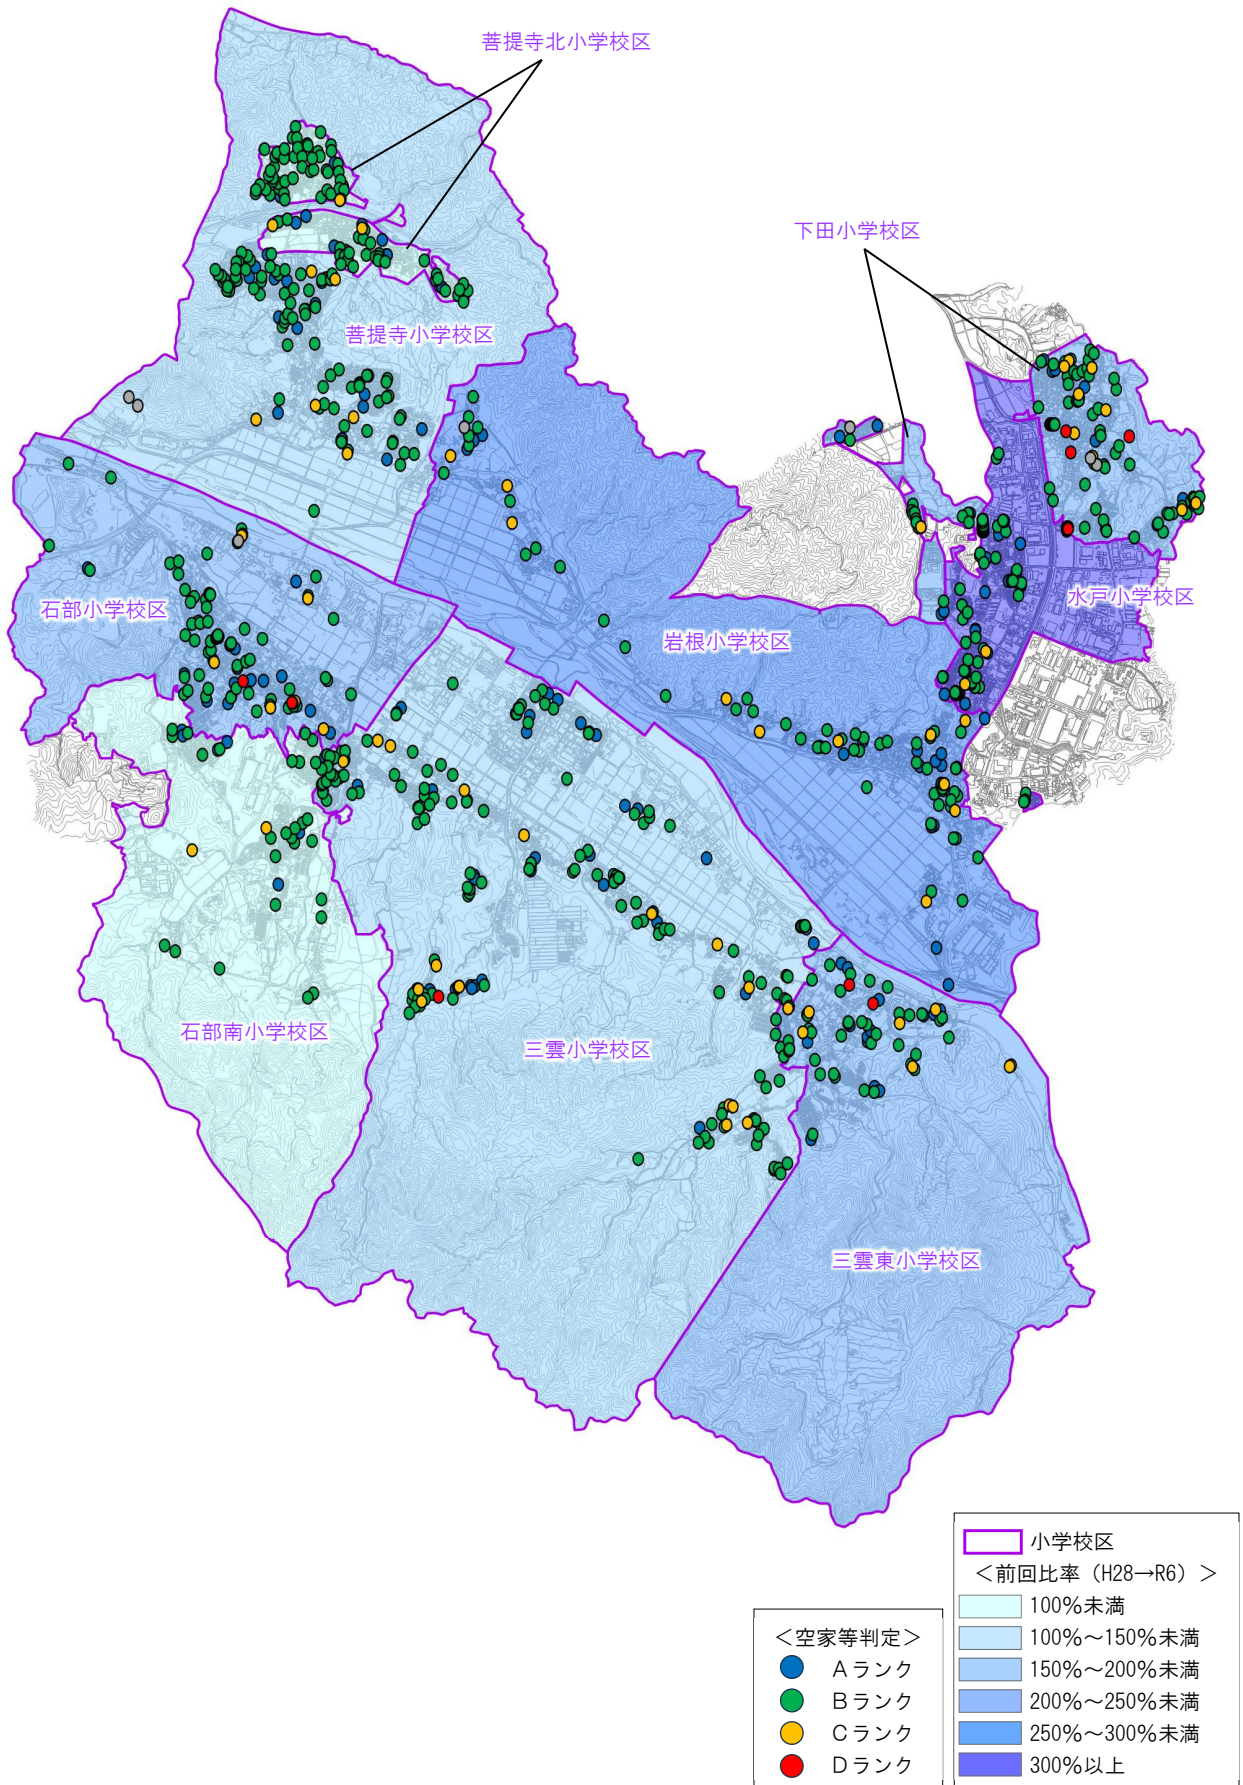 菩提寺北小学校区
下田小学校区
菩提寺小学校区
水戸小学校区
石部小学校区
岩根小学校区
石部南小学校区
三雲小学校区
三雲東小学校区
小学校区
＜前回比率（H28→R6）＞
100%未満
100%～150%未満
150%～200%未満
200%～250%未満
250%～300%未満
300%以上
＜空家等判定＞
Ａランク
Ｂランク
Ｃランク
Ｄランク